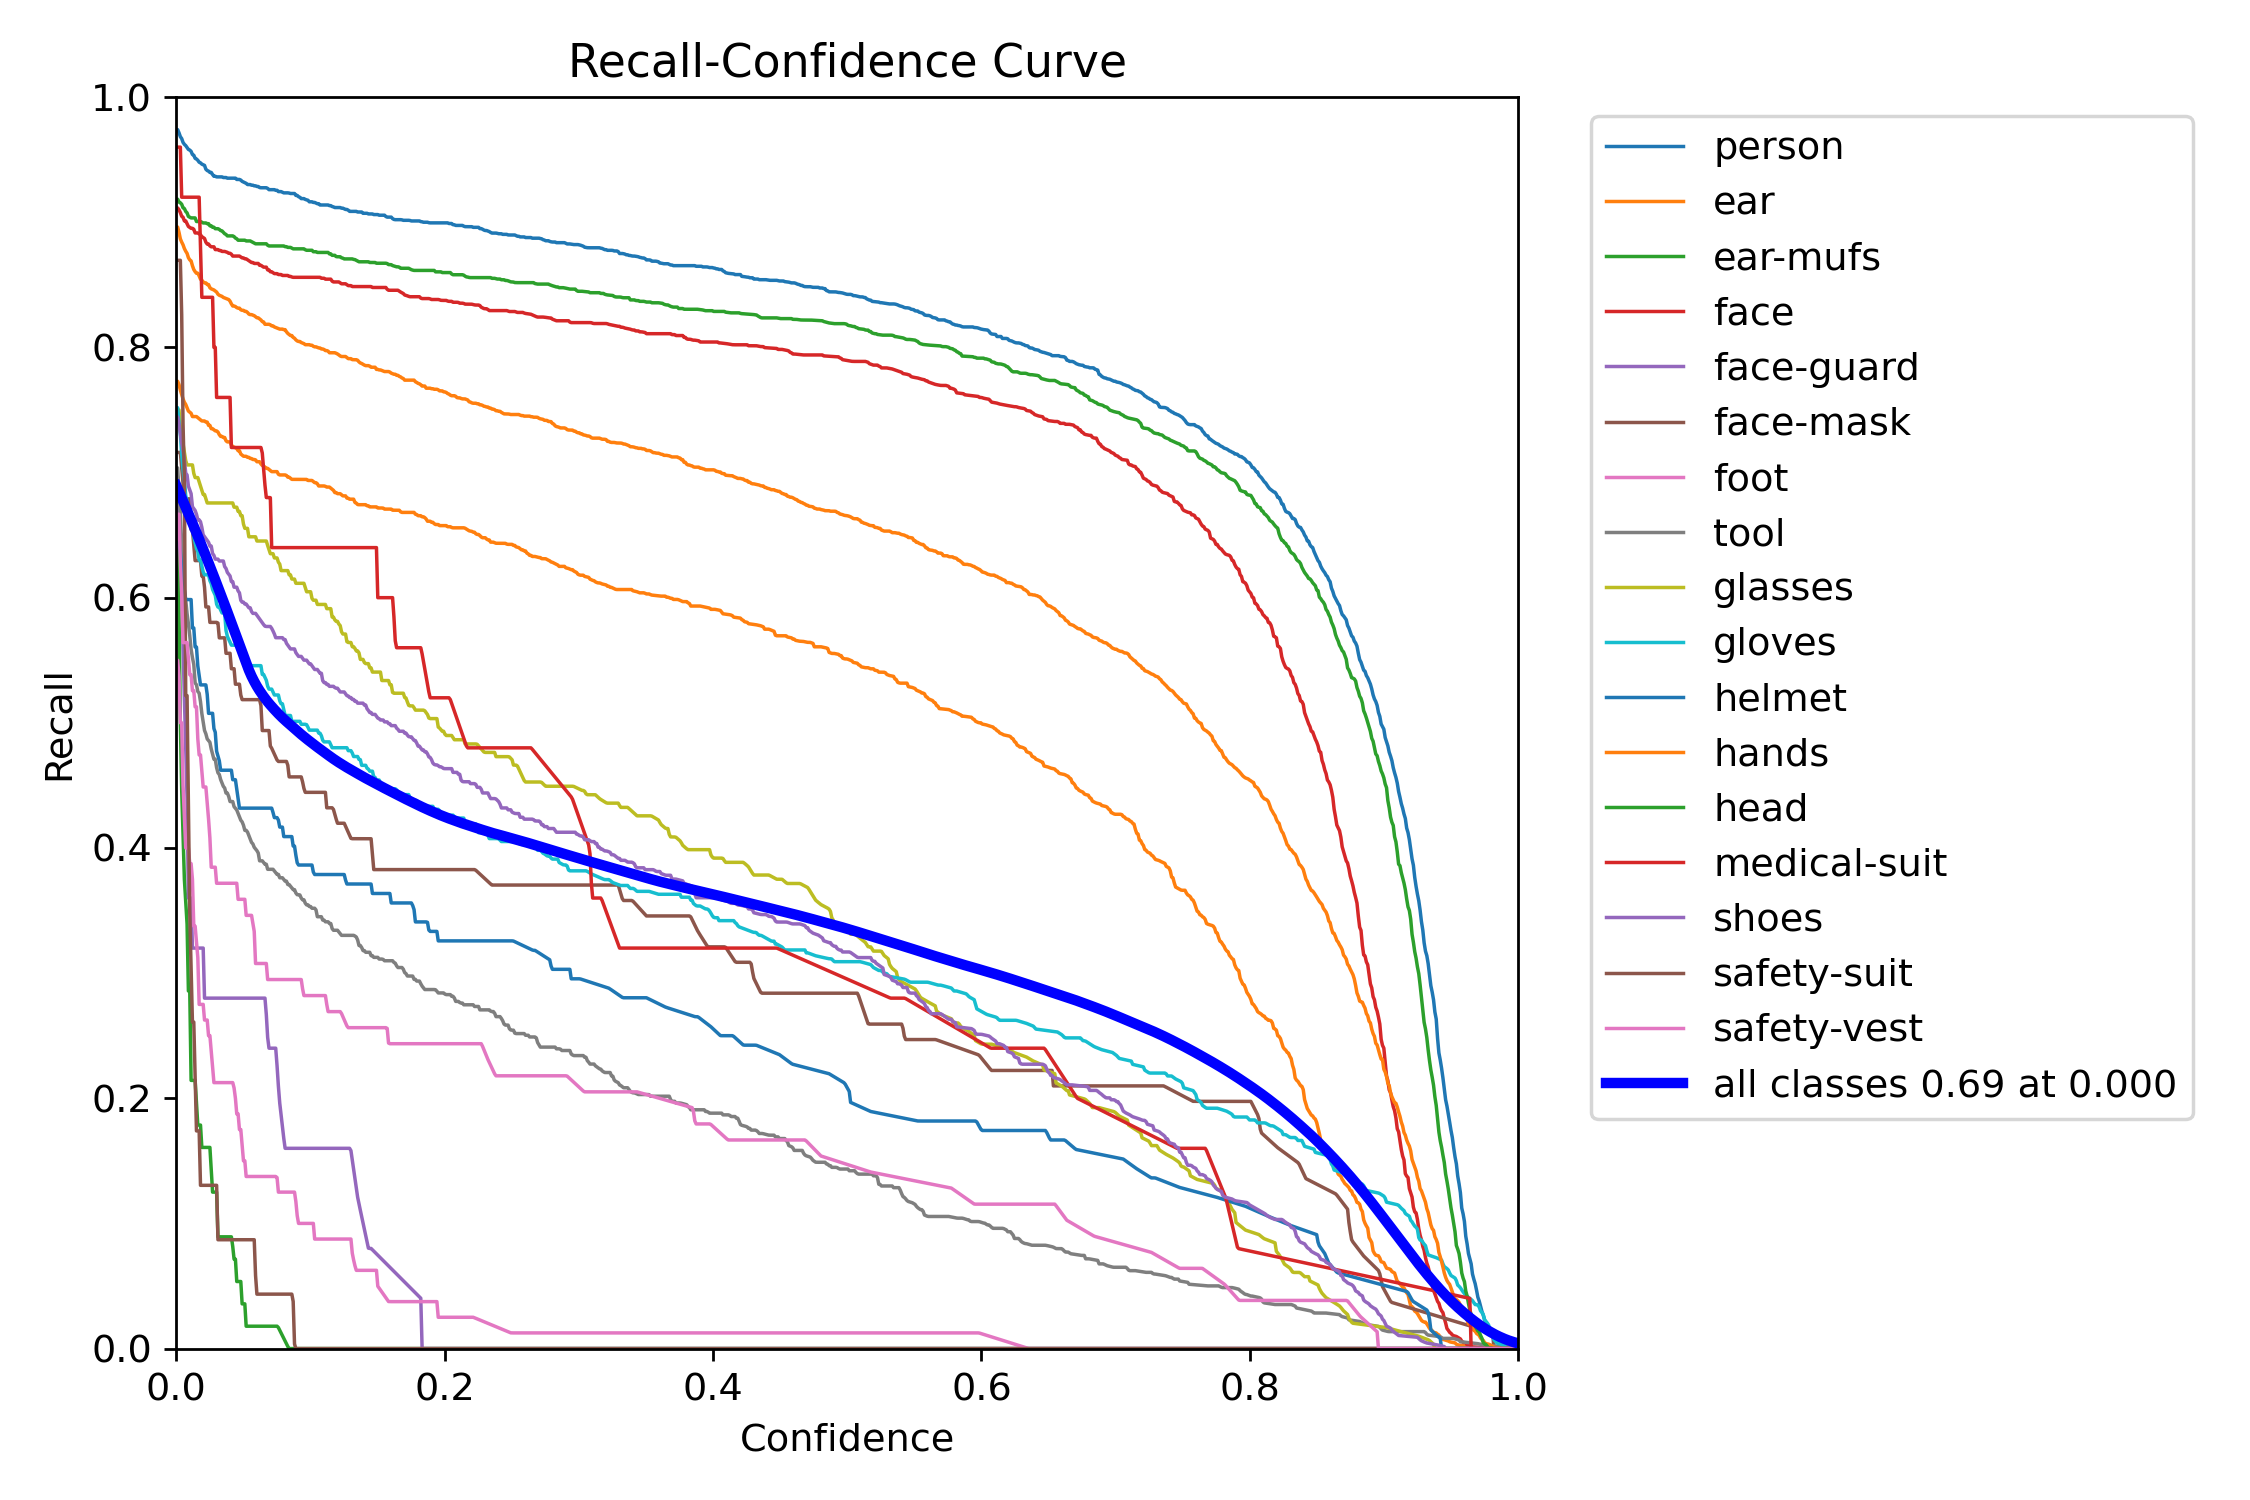 Recall-Confidence Curve
1.0
0.8
0.6
0.4
0.2
0.0
Recall
0.0 0.2 0.4 0.6 0.8 1.0
Confidence
person
ear
ear-mufs
face
face-guard
face-mask
foot
tool
glasses
gloves
helmet
hands
head
medical-suit
shoes
safety-suit
safety-vest
all classes 0.69 at 0.000